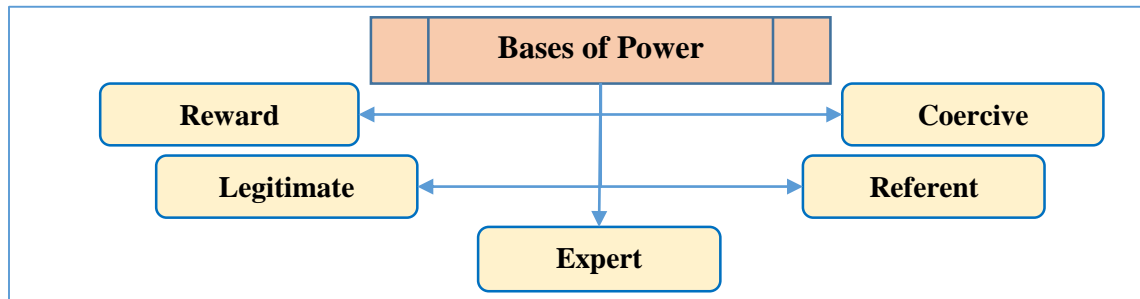 Bases of Power
Reward
Coercive
Legitimate
Referent
Expert